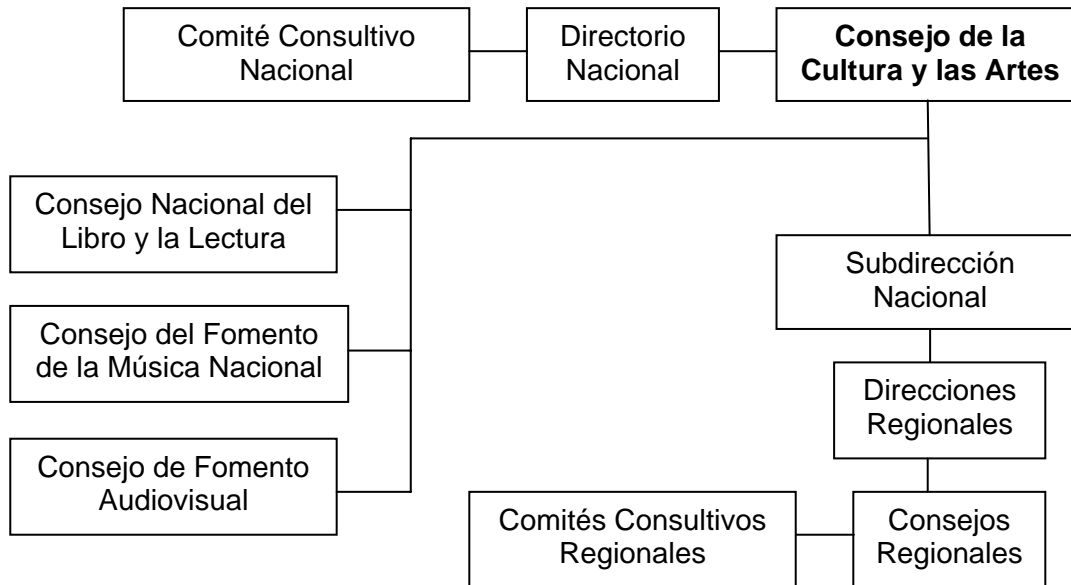 Comité Consultivo
Nacional
Directorio
Nacional
Consejo de la
Cultura y las Artes
Consejo Nacional del
Libro y la Lectura
Subdirección
Nacional
Consejo del Fomento
de la Música Nacional
Direcciones
Regionales
Consejo de Fomento
Audiovisual
Comités Consultivos
Regionales
Consejos
Regionales